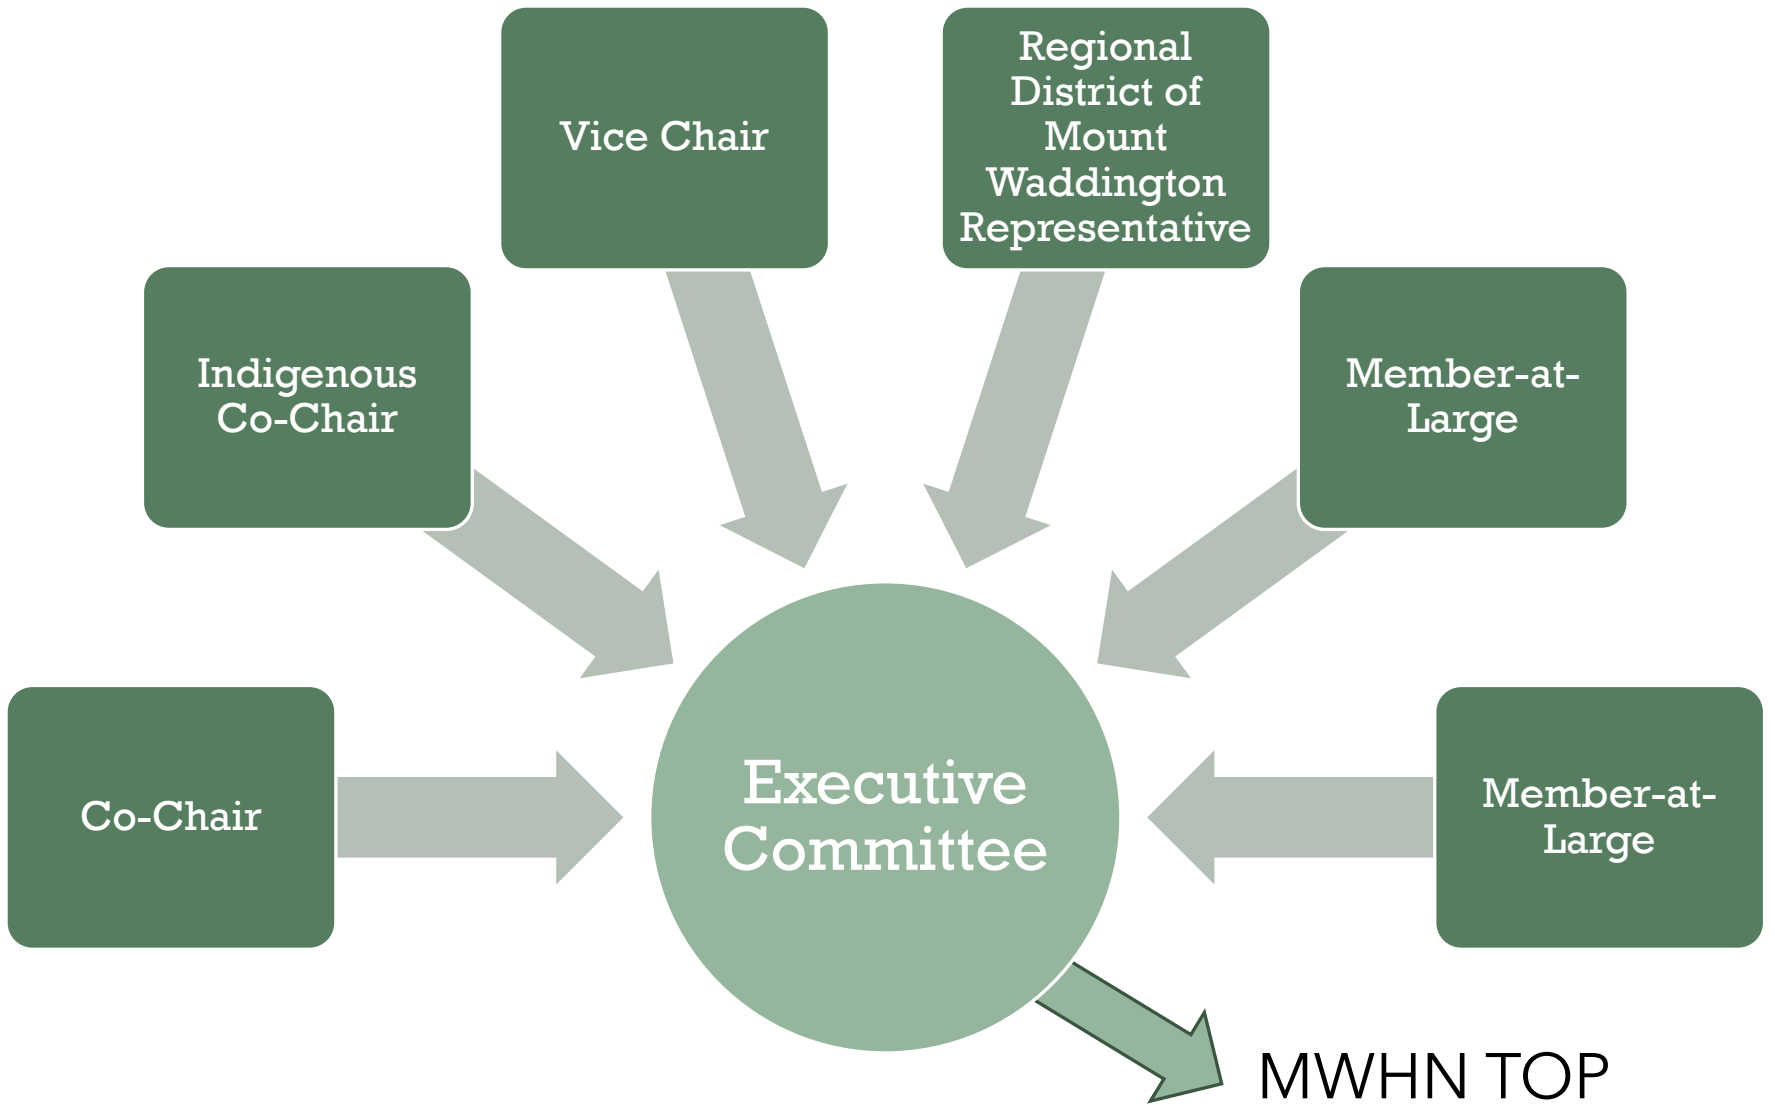 Vice Chair
Regional
District of
Mount
Waddington
Representative
Indigenous
Co-Chair
Member-at-
Large
Co-Chair
Executive
Committee
Member-at-
Large
MWHN TOP